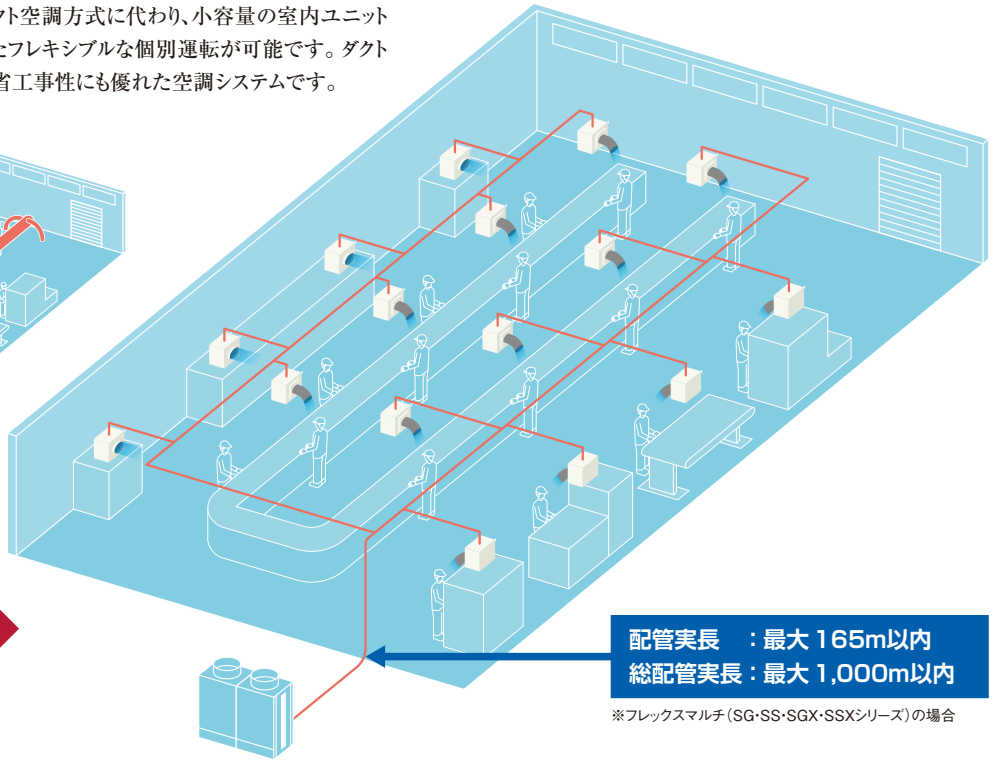 クト空調方式に代わり、小容量の室内ユニット
たフレキシブルな個別運転が可能です。ダクト
省工事性にも優れた空調システムです。
配管実長　：最大 165m以内
総配管実長：最大 1,000m以内
※フレックスマルチ（SG・SS・SGX・SSXシリーズ）の場合